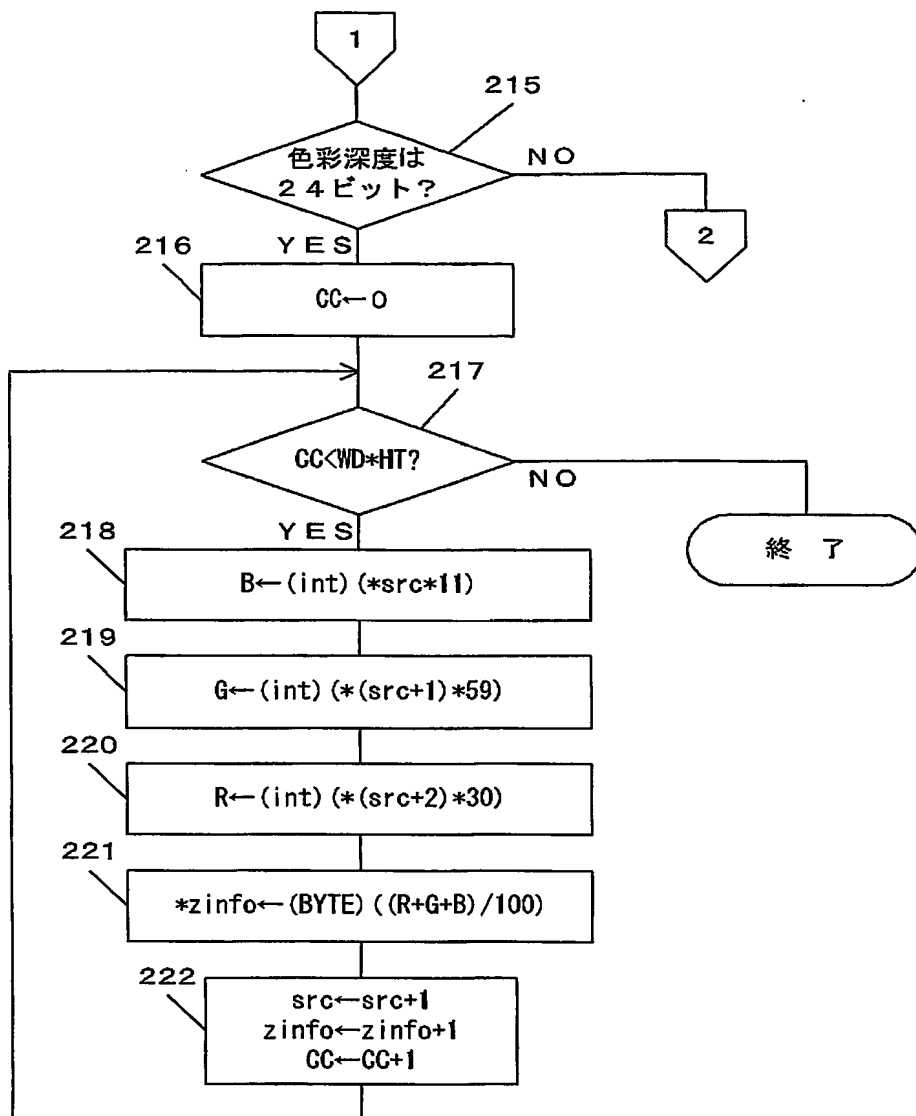 1
215
色彩深度は
24ビット?
NO
2
YES
216
CC←0
217
CC<WD*HT?
NO
終 了
YES
218
B←(int)(*src*11)
219
G←(int)(*(src+1)*59)
220
R←(int)(*(src+2)*30)
221
*zinfo←(BYTE)((R+G+B)/100)
222
src←src+1
zinfo←zinfo+1
CC←CC+1